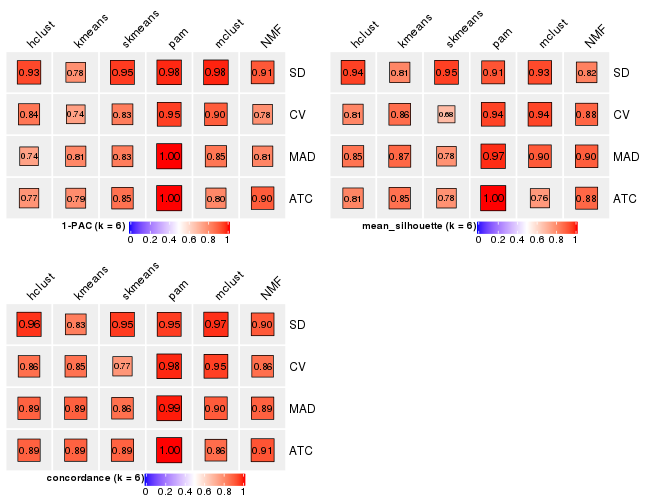 hclust kmeans skmeans pam mclust NMF
0.93 0.78 0.95 0.98 0.98 0.91 SD
0.84 0.74 0.83 0.95 0.90 0.78 CV
0.74 0.81 0.83 1.00 0.85 0.81 MAD
0.77 0.79 0.85 1.00 0.80 0.90 ATC
1-PAC (k = 6)
0 0.2 0.4 0.6 0.8 1
hclust kmeans skmeans pam mclust NMF
0.94 0.81 0.95 0.91 0.93 0.82 SD
0.81 0.86 0.68 0.94 0.94 0.88 CV
0.85 0.87 0.78 0.97 0.90 0.90 MAD
0.81 0.85 0.78 1.00 0.76 0.88 ATC
mean_silhouette (k = 6)
0 0.2 0.4 0.6 0.8 1
hclust kmeans skmeans pam mclust NMF
0.96 0.83 0.95 0.95 0.97 0.90 SD
0.86 0.85 0.77 0.98 0.95 0.86 CV
0.89 0.89 0.86 0.99 0.90 0.89 MAD
0.89 0.89 0.89 1.00 0.86 0.91 ATC
concordance (k = 6)
0 0.2 0.4 0.6 0.8 1